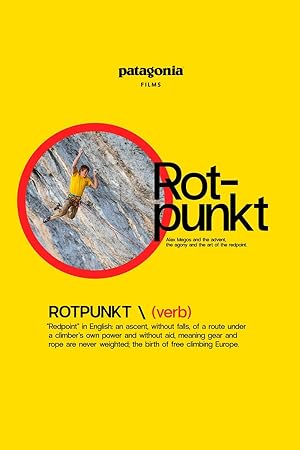 patagonia
FILMS
Rot-
punkt
Alex Megos and the advent,
the agony and the art of the redpoint.
ROTPUNKT \ (verb)
"Redpoint" in English: an ascent, without falls, of a route under
a climber's own power and without aid, meaning gear and
rope are never weighted; the birth of free climbing Europe.